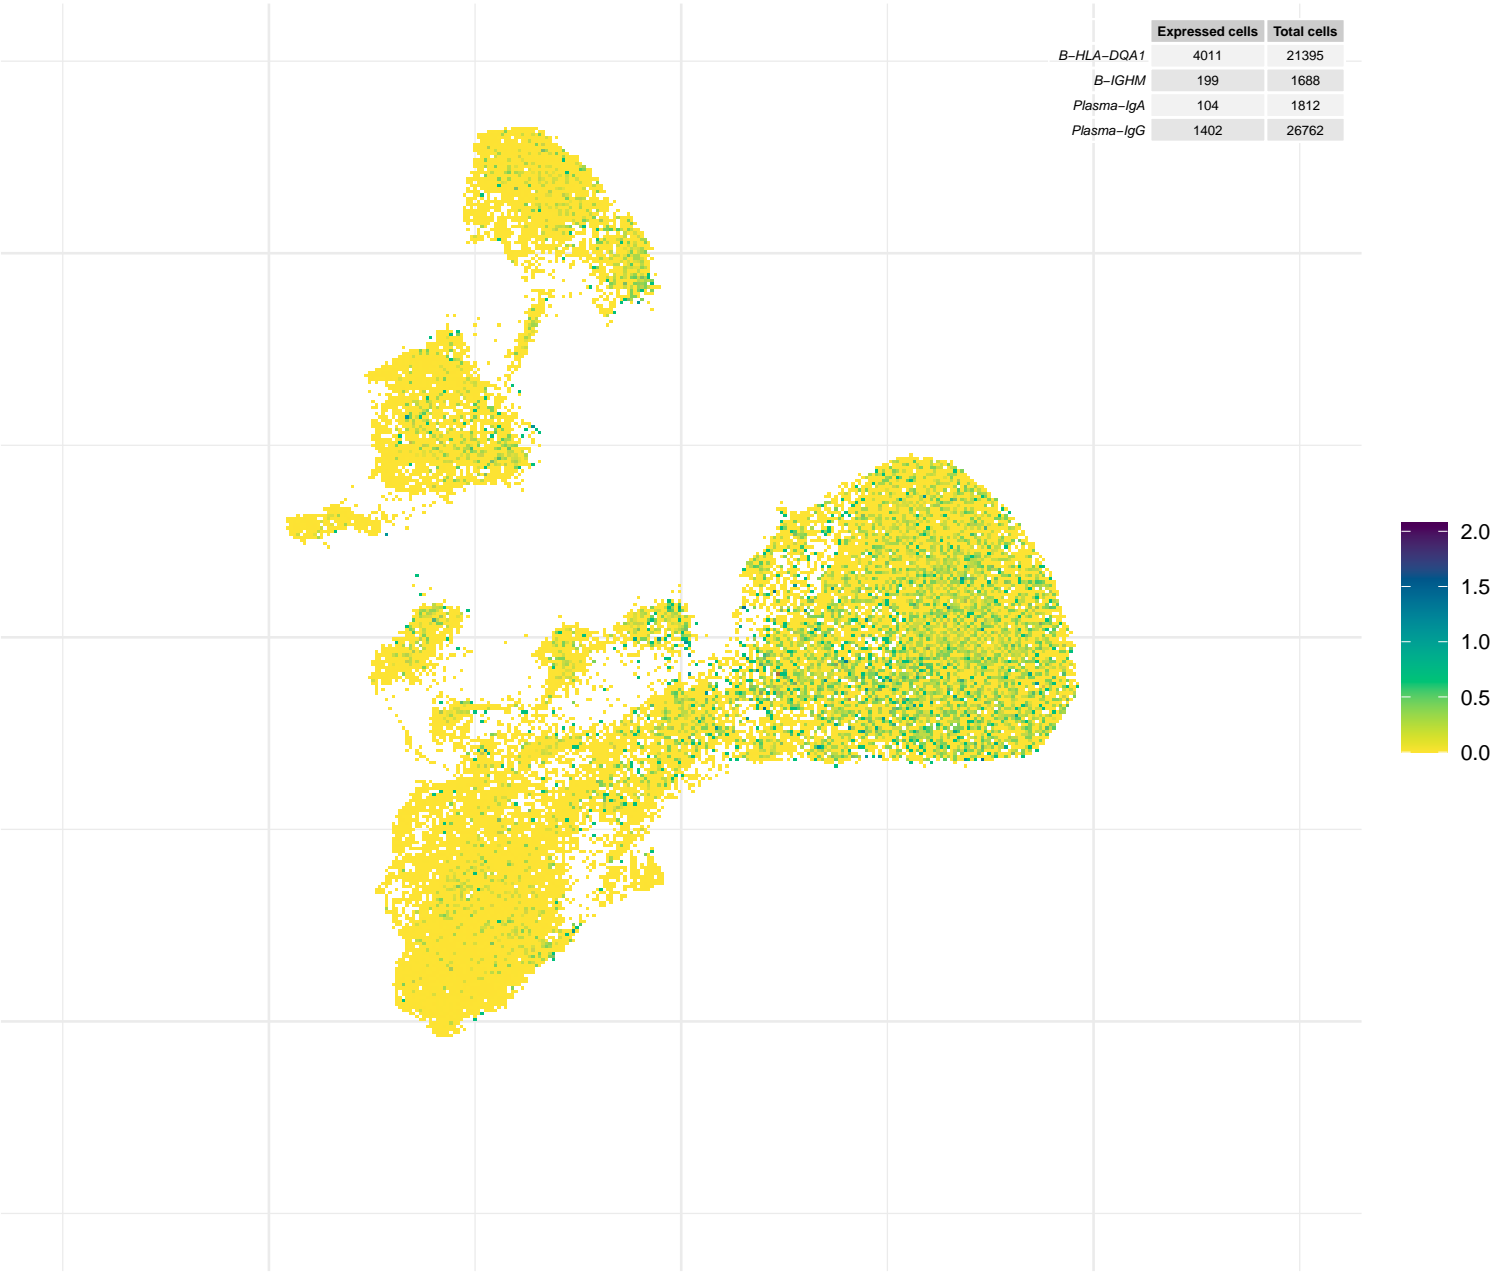 Expressed cells Total cells
B−HLA−DQA1 4011 21395
B−IGHM 199 1688
Plasma−IgA 104 1812
Plasma−IgG 1402 26762
2.0
1.5
1.0
0.5
0.0